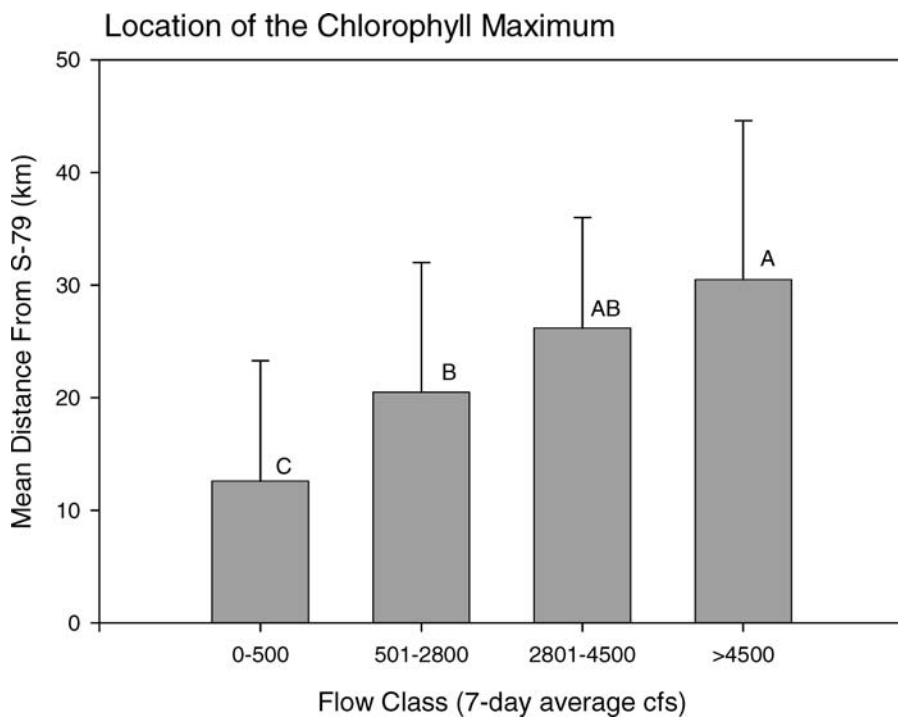 Location of the Chlorophyll Maximum
50
40
30
20
10
0
Mean Distance From S-79 (km)
C
B
AB
A
0-500
501-2800
2801-4500
>4500
Flow Class (7-day average cfs)